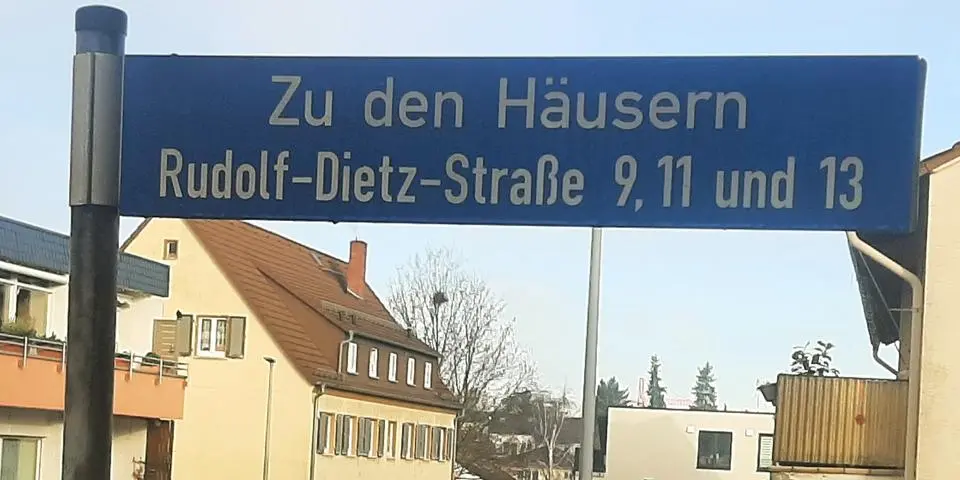 Zu den Häusern
Rudolf-Dietz-Straße 9, 11 und 13